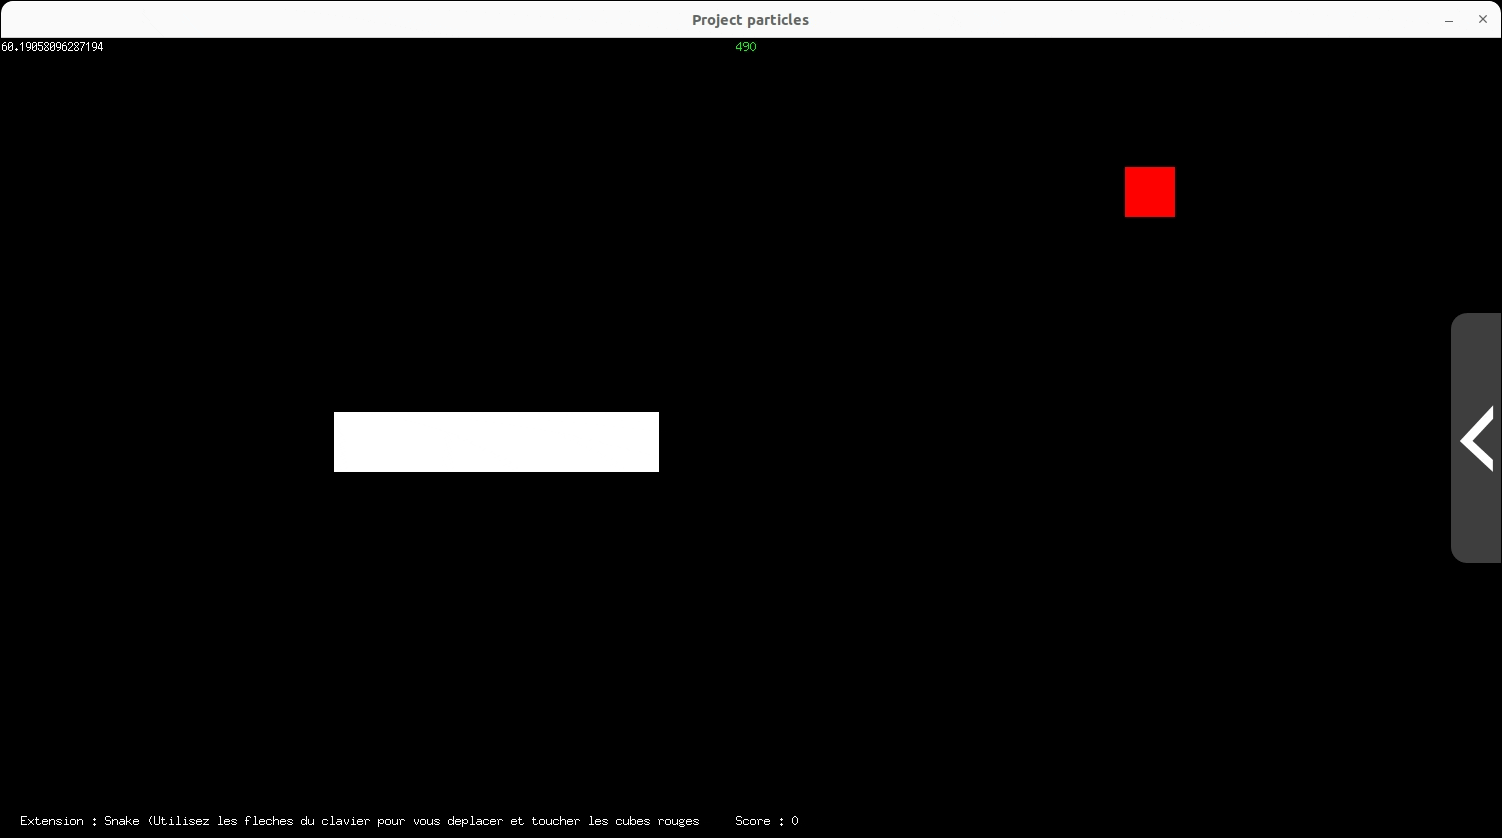 Project particles
60.19058096287194
490
Extension : Snake (Utilisez les fleches du clavier pour vous deplacer et toucher les cubes rouges
Score : 0